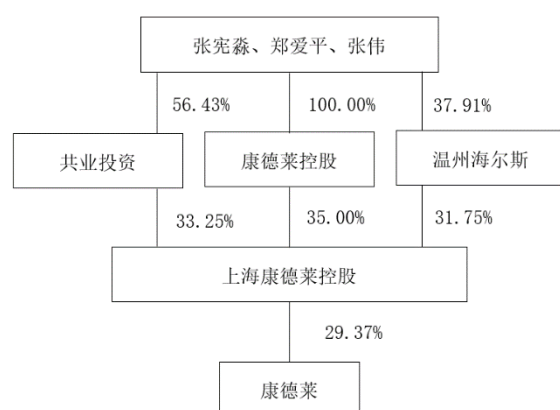 张宪淼、郑爱平、张伟
56.43%
100.00%
37.91%
共业投资
康德莱控股
温州海尔斯
33.25%
35.00%
31.75%
上海康德莱控股
29.37%
康德莱